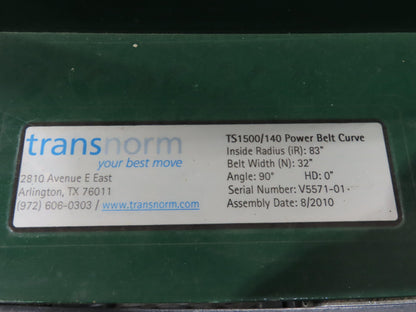 transnorm
your best move
2810 Avenue E East
Arlington, TX 76011
(972) 606-0303 / www.transnorm.com
TS1500/140 Power Belt Curve
Inside Radius (iR): 83"
Belt Width (N): 32"
Angle: 90° HD: 0"
Serial Number: V5571-01
Assembly Date: 8/2010